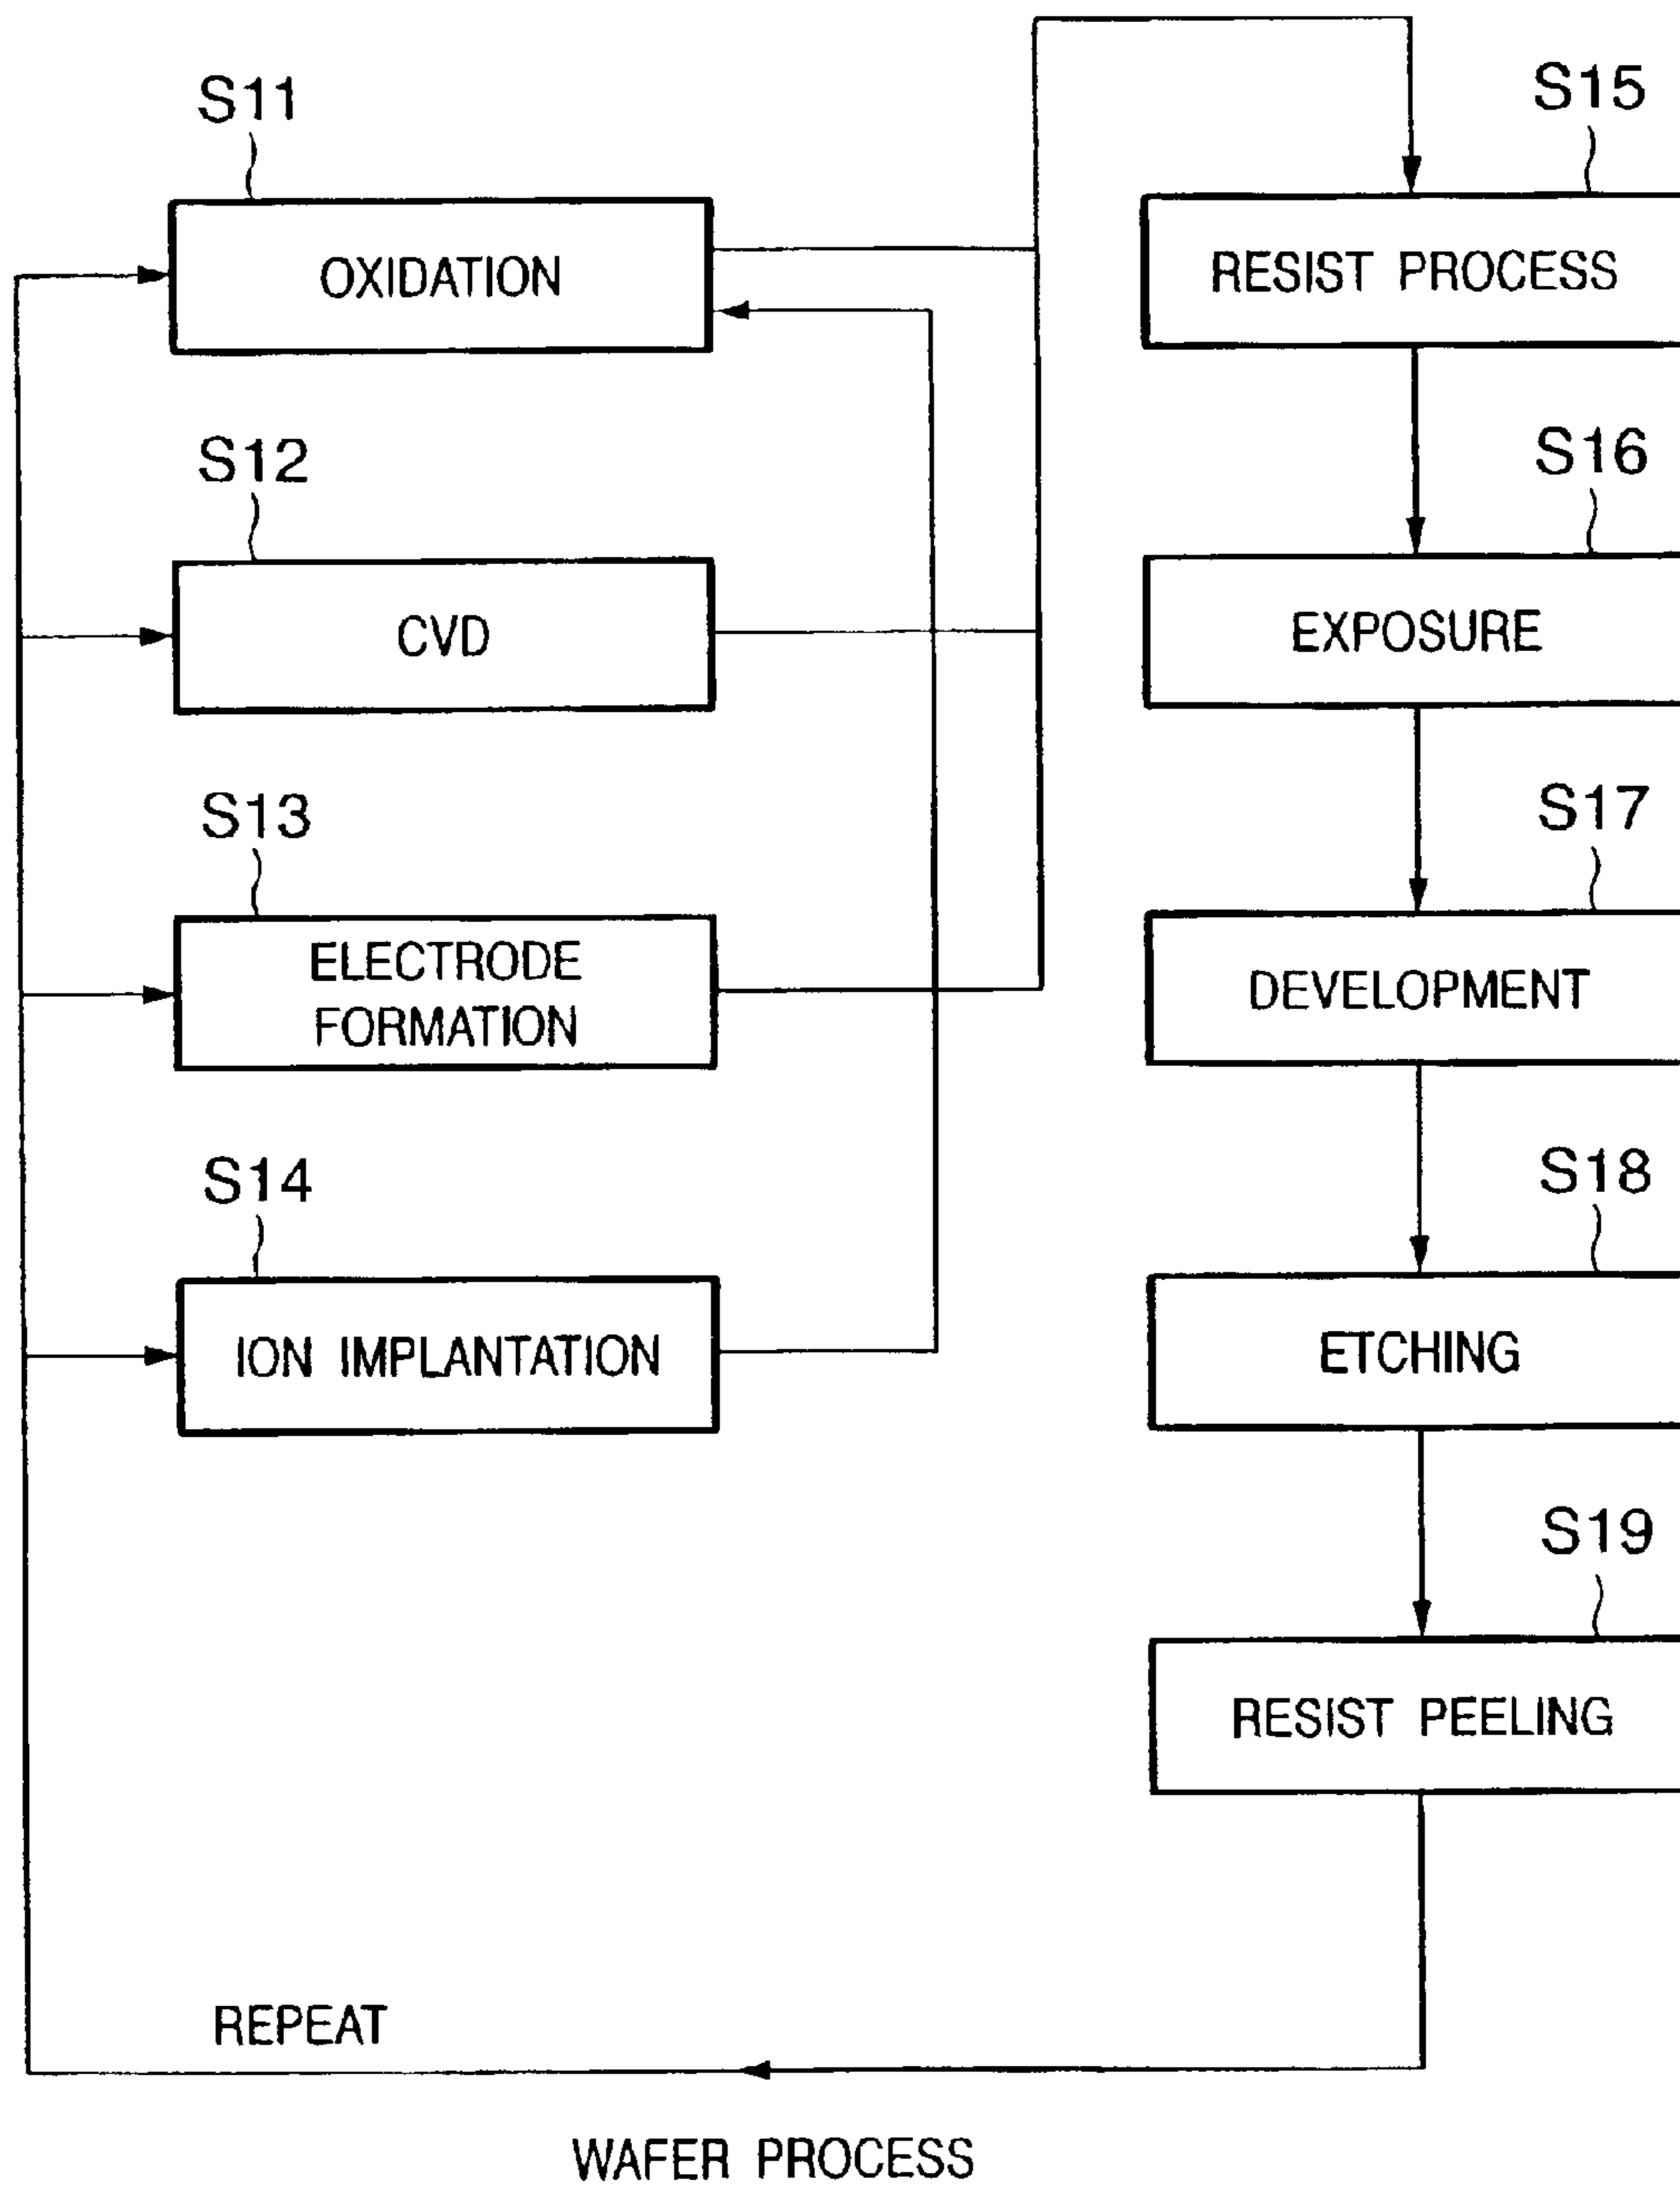 S11
OXIDATION
S12
CVD
S13
ELECTRODE
FORMATION
S14
ION IMPLANTATION
S15
RESIST PROCESS
S16
EXPOSURE
S17
DEVELOPMENT
S18
ETCHING
S19
RESIST PEELING
REPEAT
WAFER PROCESS